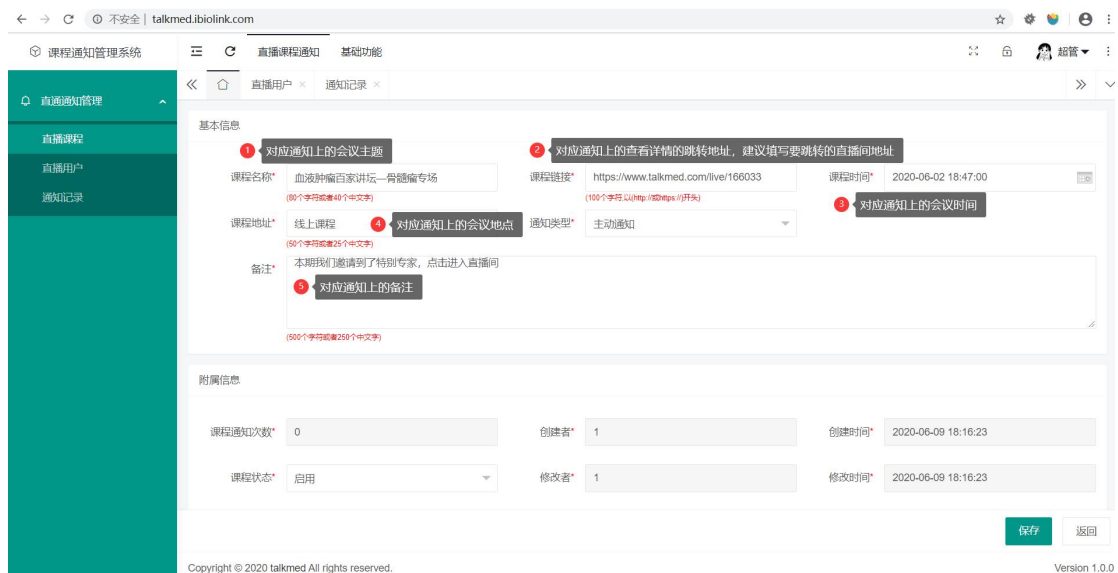 不安全 | talkmed.ibiolink.com
课程通知管理系统 直播课程通知 基础功能 超管
直播用户 × 通知记录 ×
直通通知管理
直播课程
直播用户
通知记录
基本信息
1 对应通知上的会议主题 2 对应通知上的查看详情的跳转地址，建议填写要跳转的直播间地址
课程名称* 血液肿瘤百家讲坛—骨髓瘤专场 课程链接* https://www.talkmed.com/live/166033 课程时间* 2020-06-02 18:47:00
(80个字符或者40个中文字) (100个字符,以(http://或https://)开头)
3 对应通知上的会议时间
课程地址* 线上课程 4 对应通知上的会议地点 通知类型* 主动通知
(50个字符或者25个中文字)
备注* 本期我们邀请到了特别专家，点击进入直播间
5 对应通知上的备注
(500个字符或者250个中文字)
附属信息
课程通知次数* 0 创建者* 1 创建时间* 2020-06-09 18:16:23
课程状态* 启用 修改者* 1 修改时间* 2020-06-09 18:16:23
保存 返回
Copyright © 2020 talkmed All rights reserved. Version 1.0.0